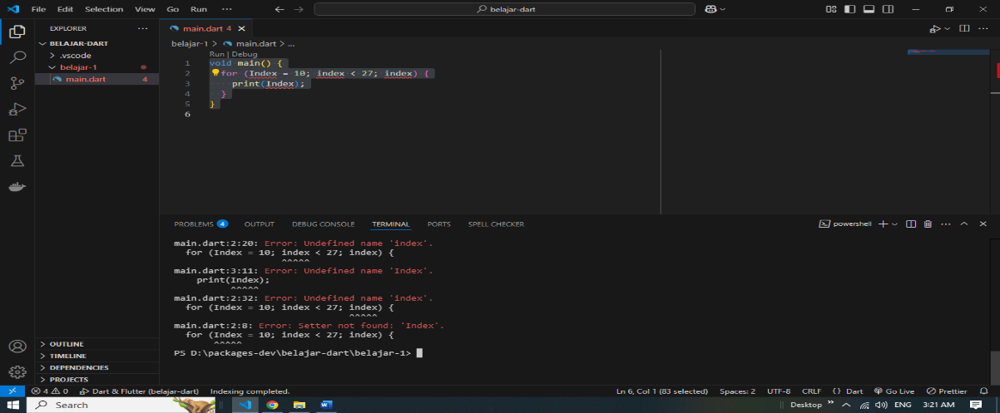 File Edit Selection View Go Run ··· belajar-dart
EXPLORER ···
BELAJAR-DART
.vscode
belajar-1
main.dart 4
main.dart 4
belajar-1 > main.dart > ...
Run | Debug
1 void main() {
2 for (Index = 10; index < 27; index) {
3 print(Index);
4 }
5 }
6
PROBLEMS 4 OUTPUT DEBUG CONSOLE TERMINAL PORTS SPELL CHECKER powershell
main.dart:2:20: Error: Undefined name 'index'.
for (Index = 10; index < 27; index) {
^^^^^
main.dart:3:11: Error: Undefined name 'Index'.
print(Index);
^^^^^
main.dart:2:32: Error: Undefined name 'index'.
for (Index = 10; index < 27; index) {
^^^^^
main.dart:2:8: Error: Setter not found: 'Index'.
for (Index = 10; index < 27; index) {
^^^^^
PS D:\packages-dev\belajar-dart\belajar-1>
OUTLINE
TIMELINE
DEPENDENCIES
PROJECTS
4 0 Dart & Flutter (belajar-dart) Indexing completed. Ln 6, Col 1 (83 selected) Spaces: 2 UTF-8 CRLF {} Dart Go Live Prettier
Search Desktop » ENG 3:21 AM